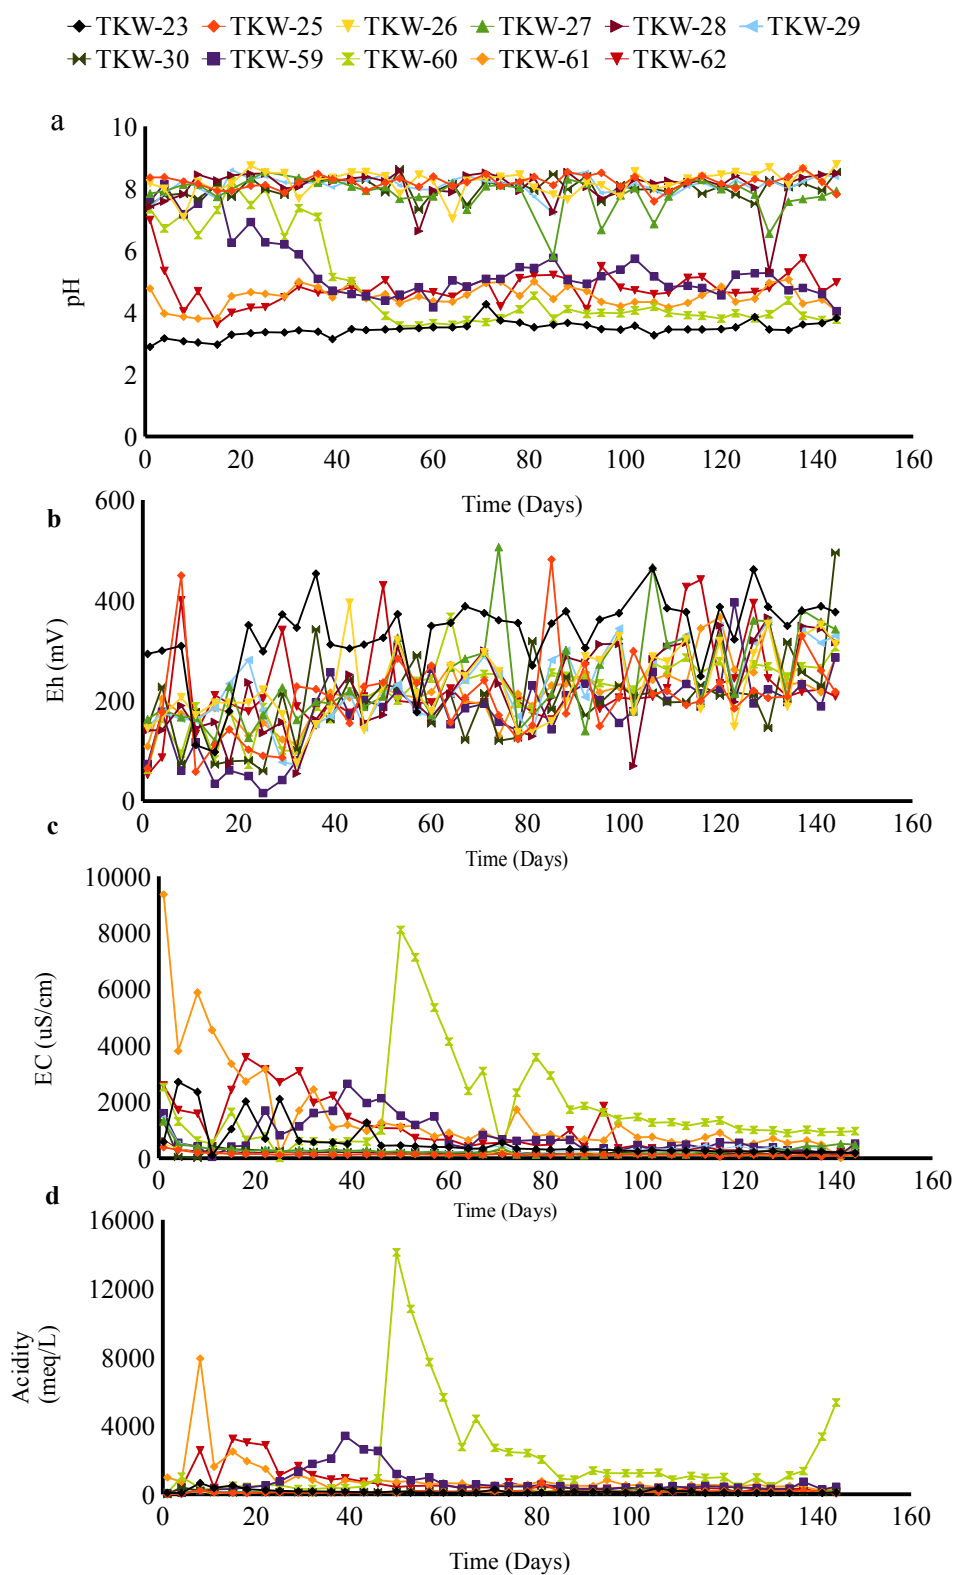 TKW-23 TKW-25 TKW-26 TKW-27 TKW-28 TKW-29
TKW-30 TKW-59 TKW-60 TKW-61 TKW-62
a
10
8
6
4
2
0
pH
0 20 40 60 80 100 120 140 160
Time (Days)
b
600
400
200
0
Eh (mV)
0 20 40 60 80 100 120 140 160
Time (Days)
c
10000
8000
6000
4000
2000
0
EC (uS/cm)
0 20 40 60 80 100 120 140 160
Time (Days)
d
16000
12000
8000
4000
0
Acidity
(meq/L)
0 20 40 60 80 100 120 140 160
Time (Days)